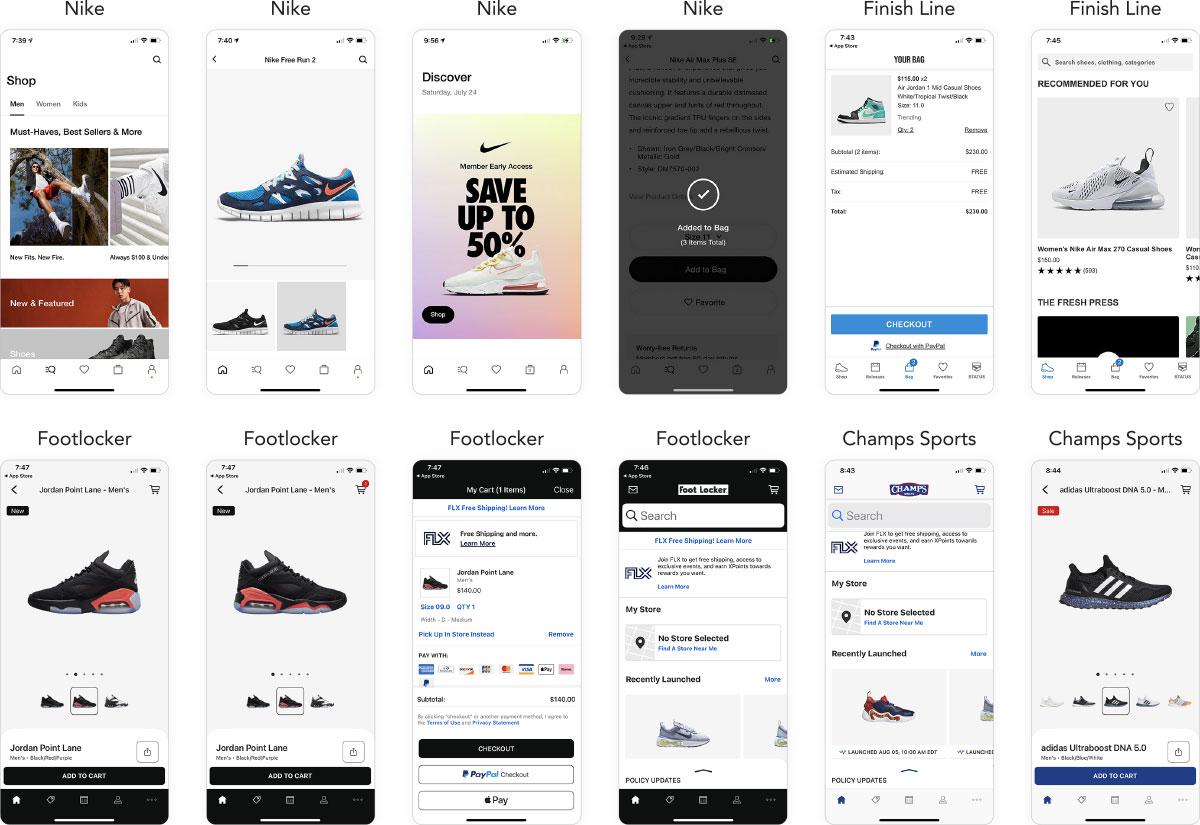 Nike
7:39
Shop
Men Women Kids
Must-Haves, Best Sellers & More
New Fits. New Fire.
Always $100 & Under
New & Featured
Shoes
Nike
7:40
Nike Free Run 2
Nike
9:56
Discover
Saturday, July 24
Member Early Access
SAVE
UP TO
50%
Shop
Nike
9:29
App Store
Nike Air Max Plus SE
incredible stability and unbelievable
cushioning. It features a durable distressed
canvas upper and hints of red throughout.
The iconic gradient TPU fingers on the sides
and reinforced toe tip add a rebellious twist.
• Shown: Iron Grey/Black/Bright Crimson/
Metallic Gold
• Style: DM7570-002
View Product Details
Added to Bag
Size 11
(3 Items Total)
Add to Bag
Favorite
Worry-free Returns
Finish Line
7:43
App Store
YOUR BAG
$115.00 x2
Air Jordan 1 Mid Casual Shoes
White/Tropical Twist/Black
Size: 11.0
Trending
Qty: 2 Remove
Subtotal (2 items): $230.00
Estimated Shipping: FREE
Tax: FREE
Total: $230.00
CHECKOUT
PayPal Checkout with PayPal
Shop Releases Bag Favorites STATUS
Finish Line
7:45
Search shoes, clothing, categories
RECOMMENDED FOR YOU
Women's Nike Air Max 270 Casual Shoes
$150.00
(593)
THE FRESH PRESS
Shop Releases Bag Favorites STATUS
Footlocker
7:47
App Store
Jordan Point Lane - Men's
New
Jordan Point Lane
Men's • Black|Red|Purple
ADD TO CART
Footlocker
7:47
App Store
Jordan Point Lane - Men's
1
New
Jordan Point Lane
Men's • Black|Red|Purple
ADD TO CART
Footlocker
7:47
App Store
My Cart (1 Items) Close
FLX Free Shipping! Learn More
FLX
Free Shipping and more.
Learn More
Jordan Point Lane
Men's
$140.00
Size 09.0 QTY 1
Width - D - Medium
Pick Up In Store Instead Remove
PAY WITH:
VISA
Pay
Subtotal: $140.00
By clicking "checkout" or another payment method, I agree to
the Terms of Use and Privacy Statement
CHECKOUT
PayPal Checkout
Pay
Footlocker
7:46
App Store
Foot Locker
Search
FLX Free Shipping! Learn More
FLX
Join FLX to get free shipping, access to
exclusive events, and earn XPoints towards
rewards you want.
Learn More
My Store
No Store Selected
Find A Store Near Me
Recently Launched More
POLICY UPDATES
Champs Sports
8:43
CHAMPS
Search
FLX
Join FLX to get free shipping, access to
exclusive events, and earn XPoints towards
rewards you want.
Learn More
My Store
No Store Selected
Find A Store Near Me
Recently Launched More
LAUNCHED AUG 05, 10:00 AM EDT
LAUNCHED
POLICY UPDATES
Champs Sports
8:44
adidas Ultraboost DNA 5.0 - M...
Sale
adidas Ultraboost DNA 5.0
Men's • Black/Blue/White
ADD TO CART